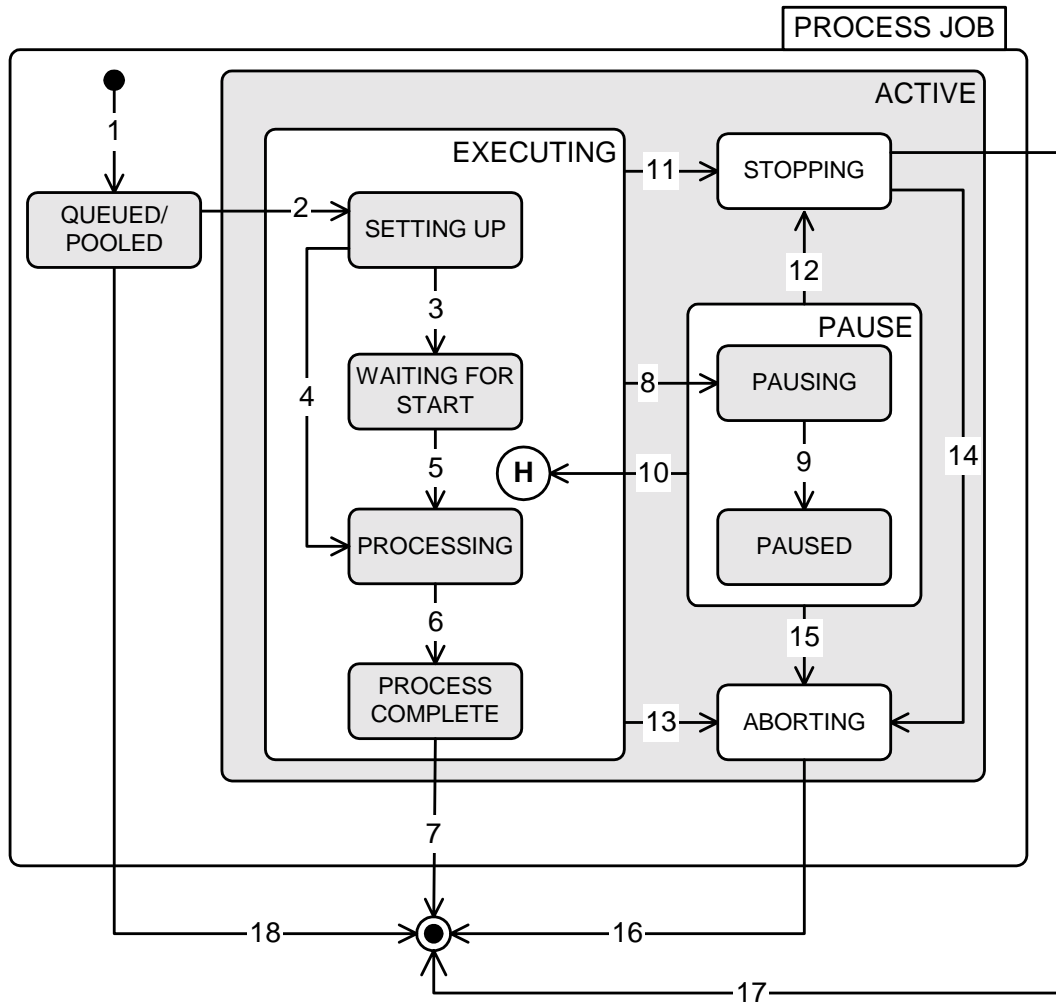 PROCESS JOB
ACTIVE
EXECUTING
1
QUEUED/
POOLED
2
SETTING UP
11
STOPPING
12
3
4
WAITING FOR
START
8
PAUSE
PAUSING
5
H
10
9
14
PROCESSING
PAUSED
6
15
PROCESS
COMPLETE
13
ABORTING
7
18
16
17